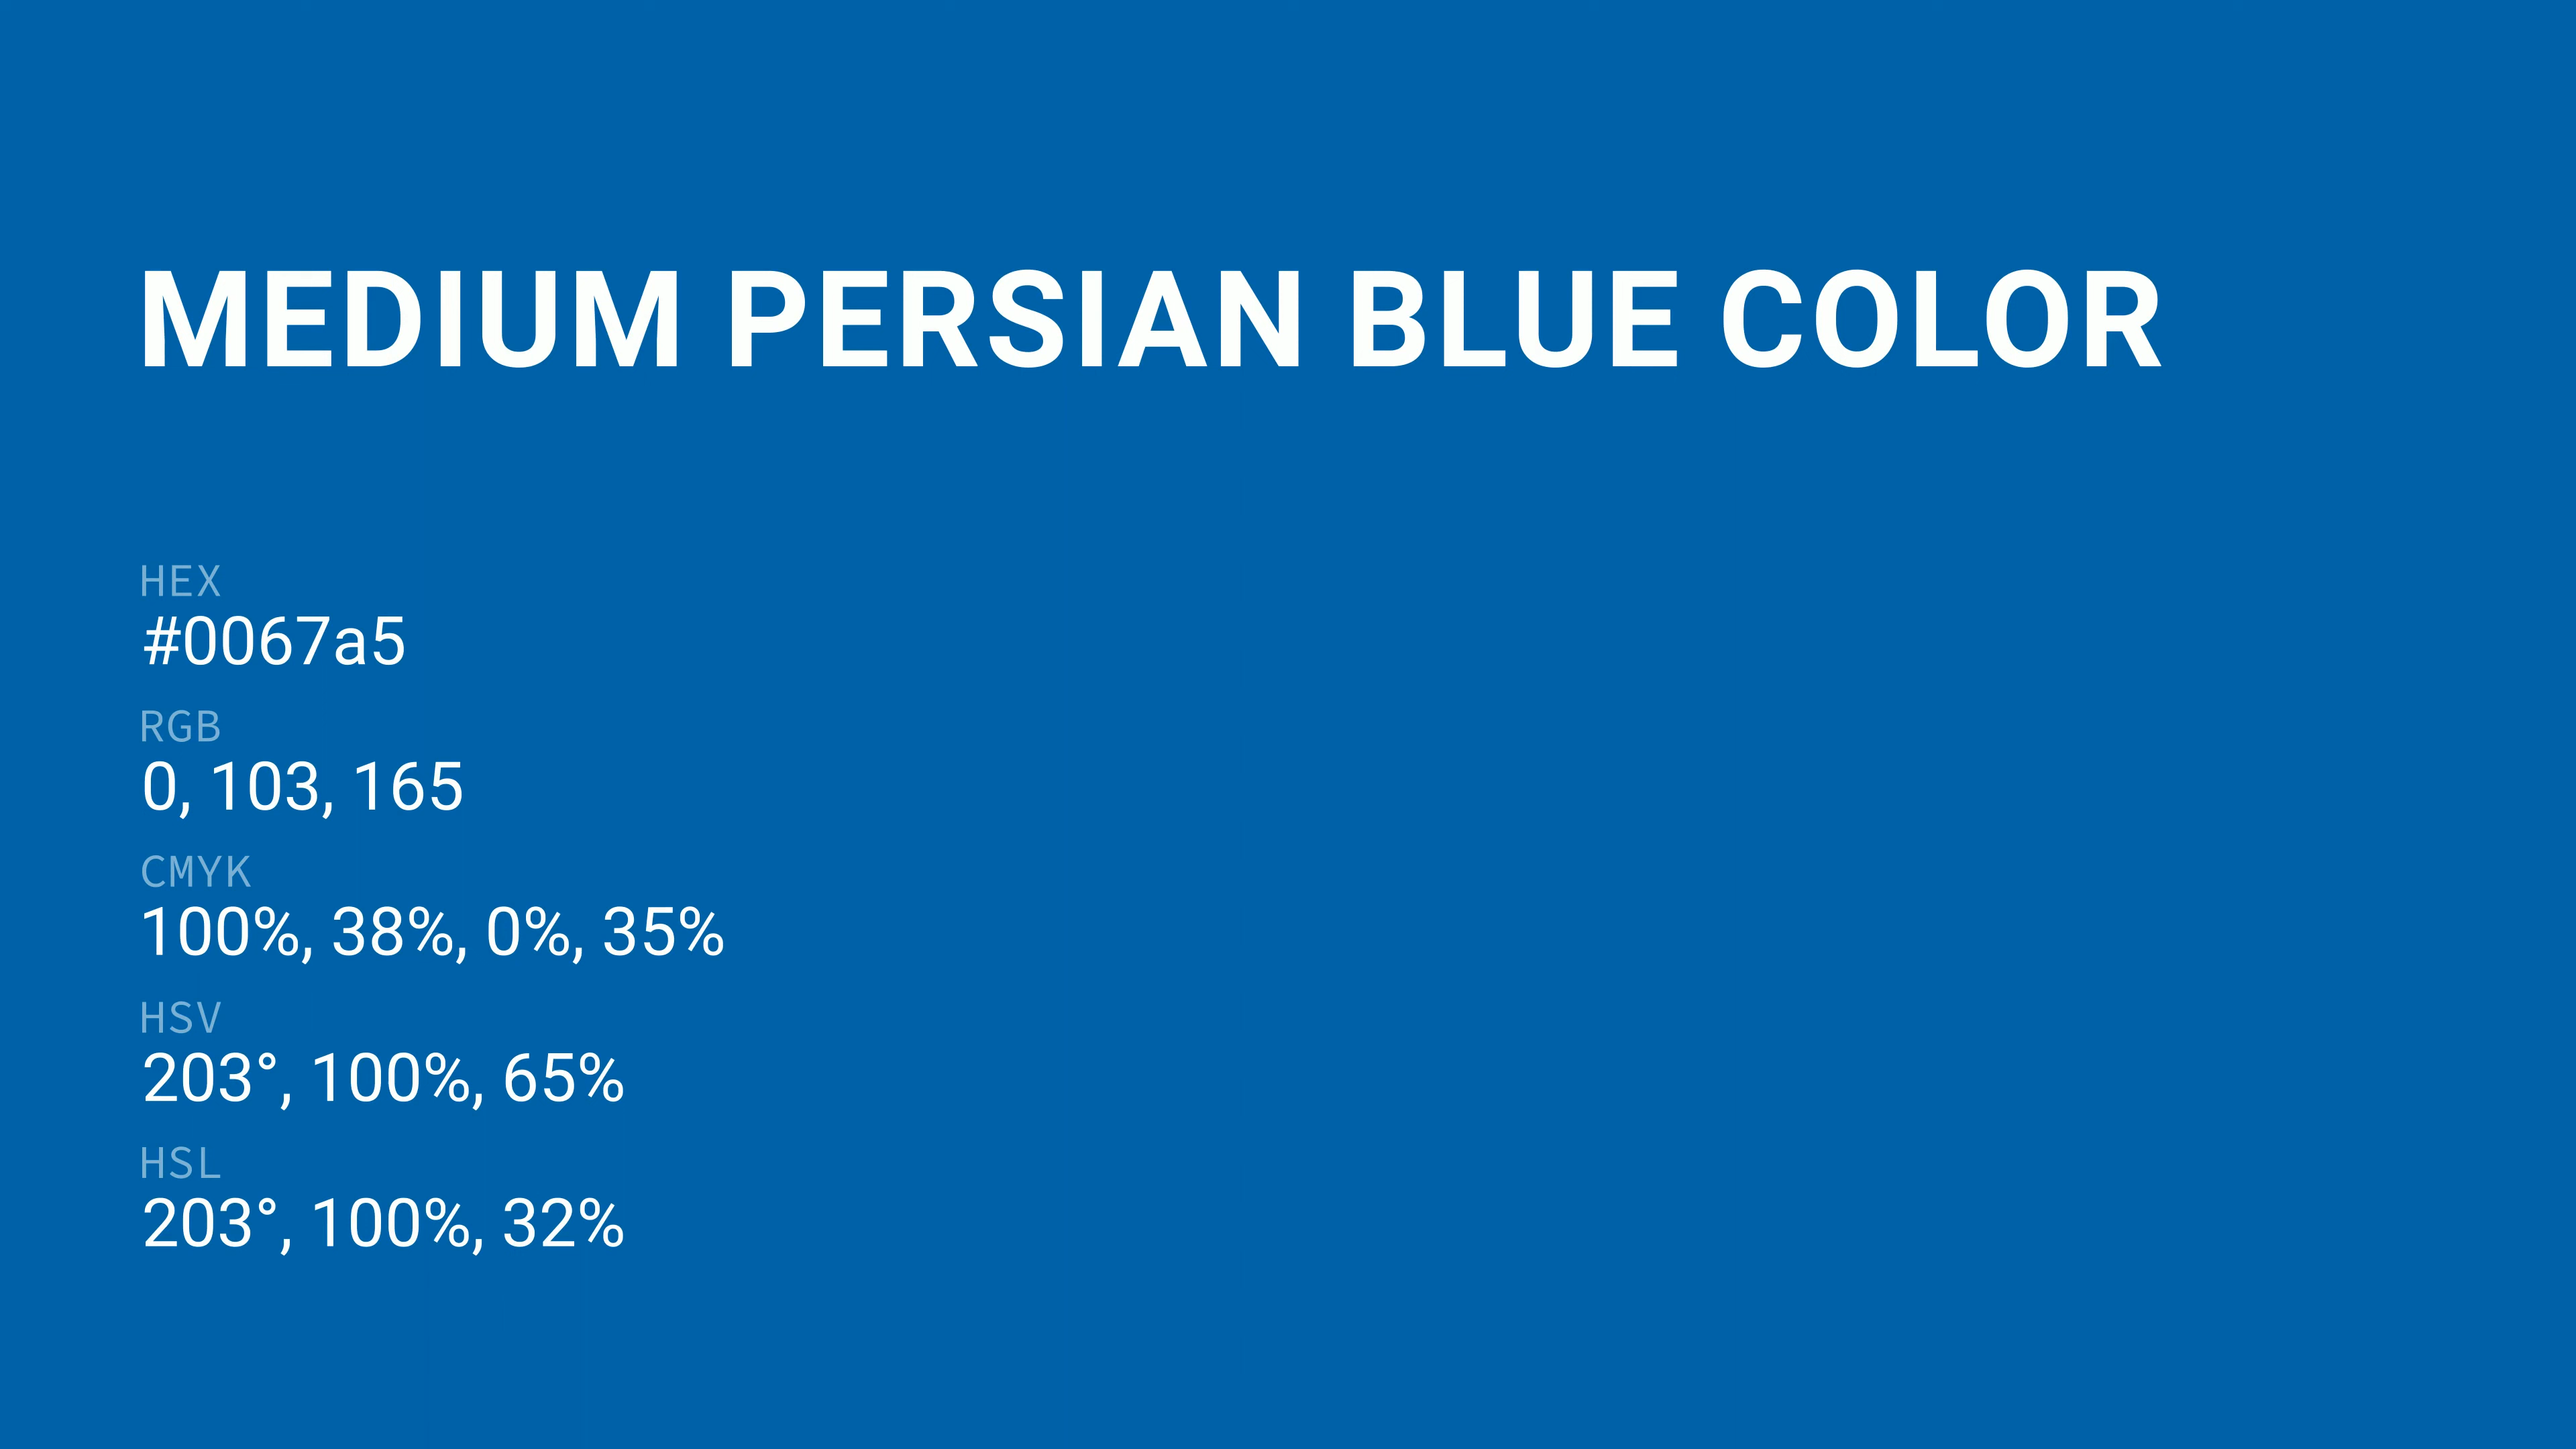 MEDIUM PERSIAN BLUE COLOR
HEX
#0067a5
RGB
0, 103, 165
CMYK
100%, 38%, 0%, 35%
HSV
203°, 100%, 65%
HSL
203°, 100%, 32%